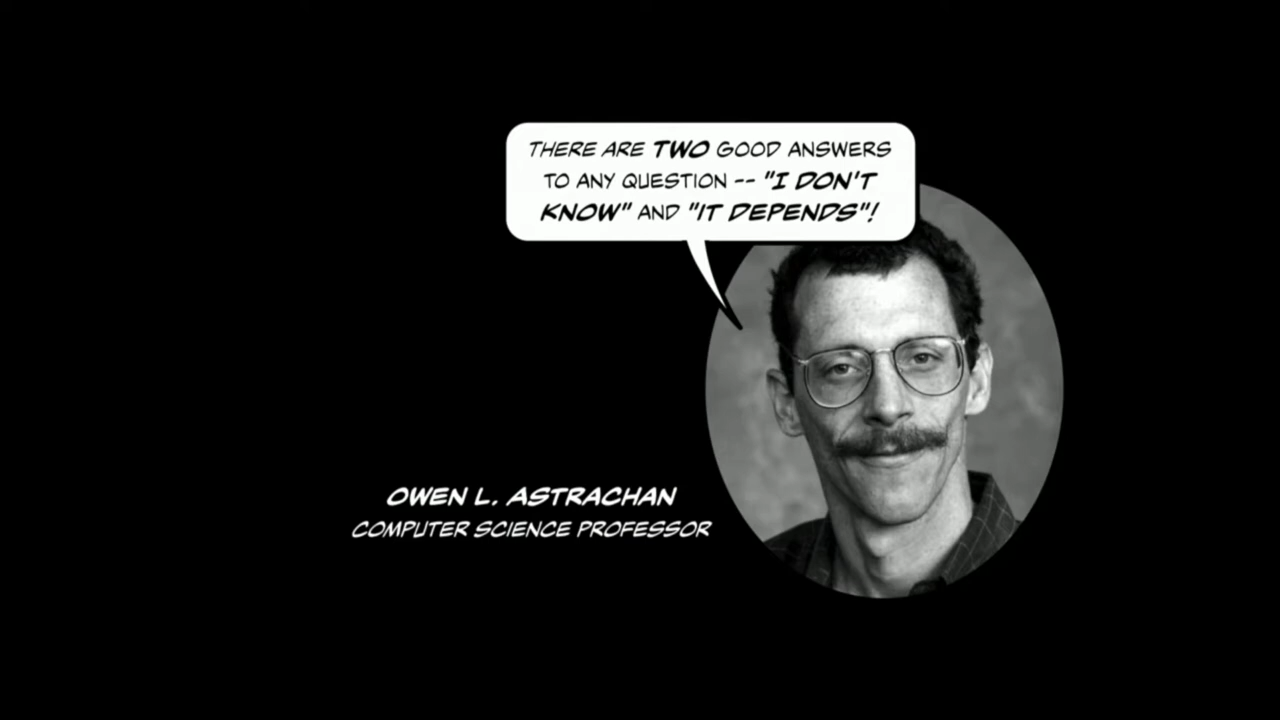 THERE ARE TWO GOOD ANSWERS
TO ANY QUESTION -- "I DON'T
KNOW" AND "IT DEPENDS"!
OWEN L. ASTRACHAN
COMPUTER SCIENCE PROFESSOR